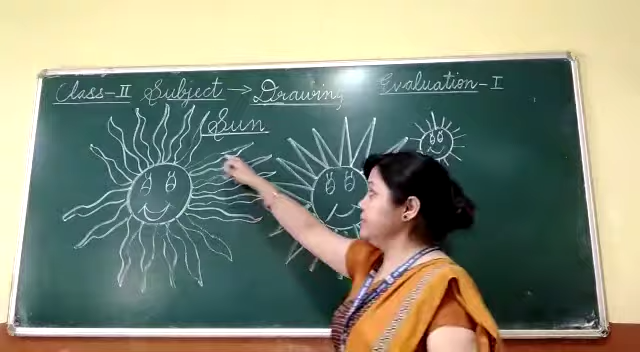 Class-II Subject → Drawing Evaluation-I
Sun